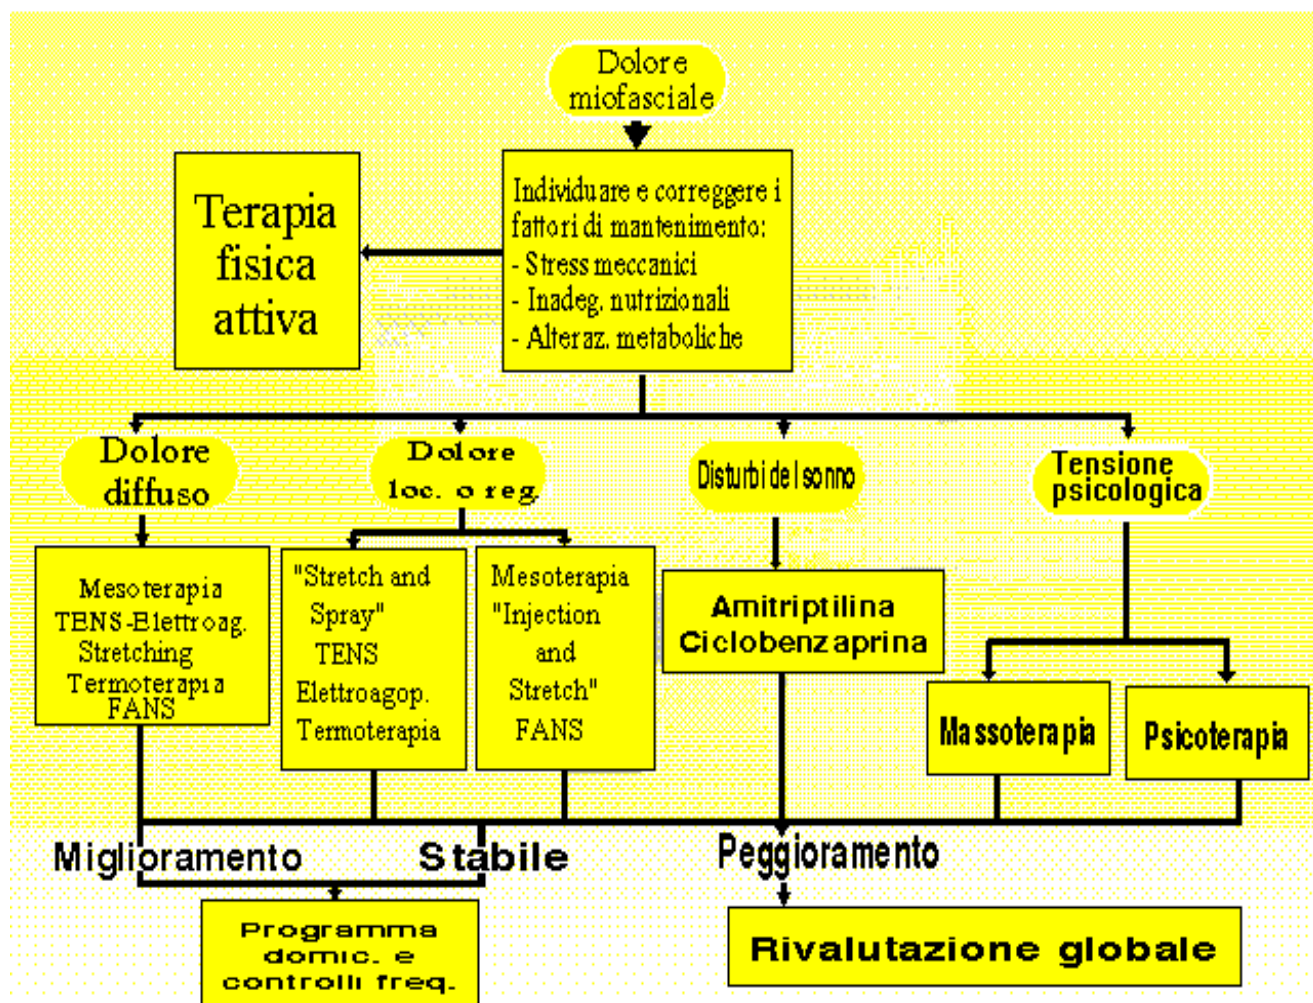 Dolore
miofasciale
Terapia
fisica
attiva
Individuare e correggere i
fattori di mantenimento:
- Stress meccanici
- Inadeg. nutrizionali
- Alteraz. metaboliche
Dolore
diffuso
Dolore
loc. o reg.
Disturbi del sonno
Tensione
psicologica
Mesoterapia
TENS-Elettroag.
Stretching
Termoterapia
FANS
"Stretch and
Spray"
TENS
Elettroagop.
Termoterapia
Mesoterapia
"Injection
and
Stretch"
FANS
Amitriptilina
Ciclobenzaprina
Massoterapia
Psicoterapia
Miglioramento
Stabile
Peggioramento
Programma
domic. e
controlli freq.
Rivalutazione globale